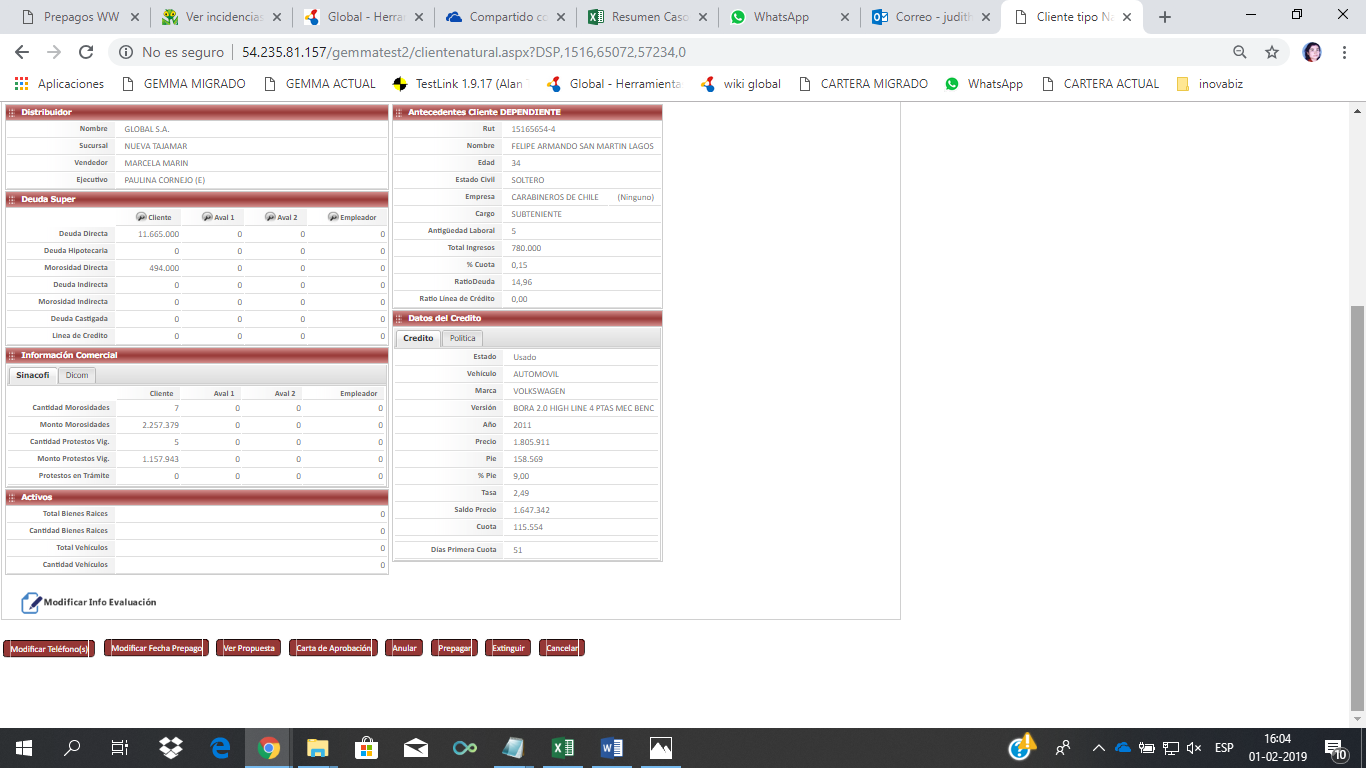 Prepagos WW
Ver incidencias
Global - Herra
Compartido co
Resumen Caso
WhatsApp
Correo - judith
Cliente tipo Na
No es seguro | 54.235.81.157/gemmatest2/clientenatural.aspx?DSP,1516,65072,57234,0
Aplicaciones
GEMMA MIGRADO
GEMMA ACTUAL
TestLink 1.9.17 (Alan
Global - Herramienta
wiki global
CARTERA MIGRADO
WhatsApp
CARTERA ACTUAL
inovabiz
Distribuidor
Nombre GLOBAL S.A.
Sucursal NUEVA TAJAMAR
Vendedor MARCELA MARIN
Ejecutivo PAULINA CORNEJO (E)
Deuda Super
Cliente Aval 1 Aval 2 Empleador
Deuda Directa 11.665.000 0 0 0
Deuda Hipotecaria 0 0 0 0
Morosidad Directa 494.000 0 0 0
Deuda Indirecta 0 0 0 0
Morosidad Indirecta 0 0 0 0
Deuda Castigada 0 0 0 0
Linea de Credito 0 0 0 0
Información Comercial
Sinacofi Dicom
Cliente Aval 1 Aval 2 Empleador
Cantidad Morosidades 7 0 0 0
Monto Morosidades 2.257.379 0 0 0
Cantidad Protestos Vig. 5 0 0 0
Monto Protestos Vig. 1.157.943 0 0 0
Protestos en Trámite 0 0 0 0
Activos
Total Bienes Raices 0
Cantidad Bienes Raices 0
Total Vehículos 0
Cantidad Vehículos 0
Antecedentes Cliente DEPENDIENTE
Rut 15165654-4
Nombre FELIPE ARMANDO SAN MARTIN LAGOS
Edad 34
Estado Civil SOLTERO
Empresa CARABINEROS DE CHILE (Ninguno)
Cargo SUBTENIENTE
Antigüedad Laboral 5
Total Ingresos 780.000
% Cuota 0,15
RatioDeuda 14,96
Ratio Linea de Crédito 0,00
Datos del Credito
Credito Política
Estado Usado
Vehículo AUTOMOVIL
Marca VOLKSWAGEN
Versión BORA 2.0 HIGH LINE 4 PTAS MEC BENC
Año 2011
Precio 1.805.911
Pie 158.569
% Pie 9,00
Tasa 2,49
Saldo Precio 1.647.342
Cuota 115.554
Dias Primera Cuota 51
Modificar Info Evaluación
Modificar Teléfono(s)
Modificar Fecha Prepago
Ver Propuesta
Carta de Aprobación
Anular
Prepagar
Extinguir
Cancelar
ESP
16:04
01-02-2019
10